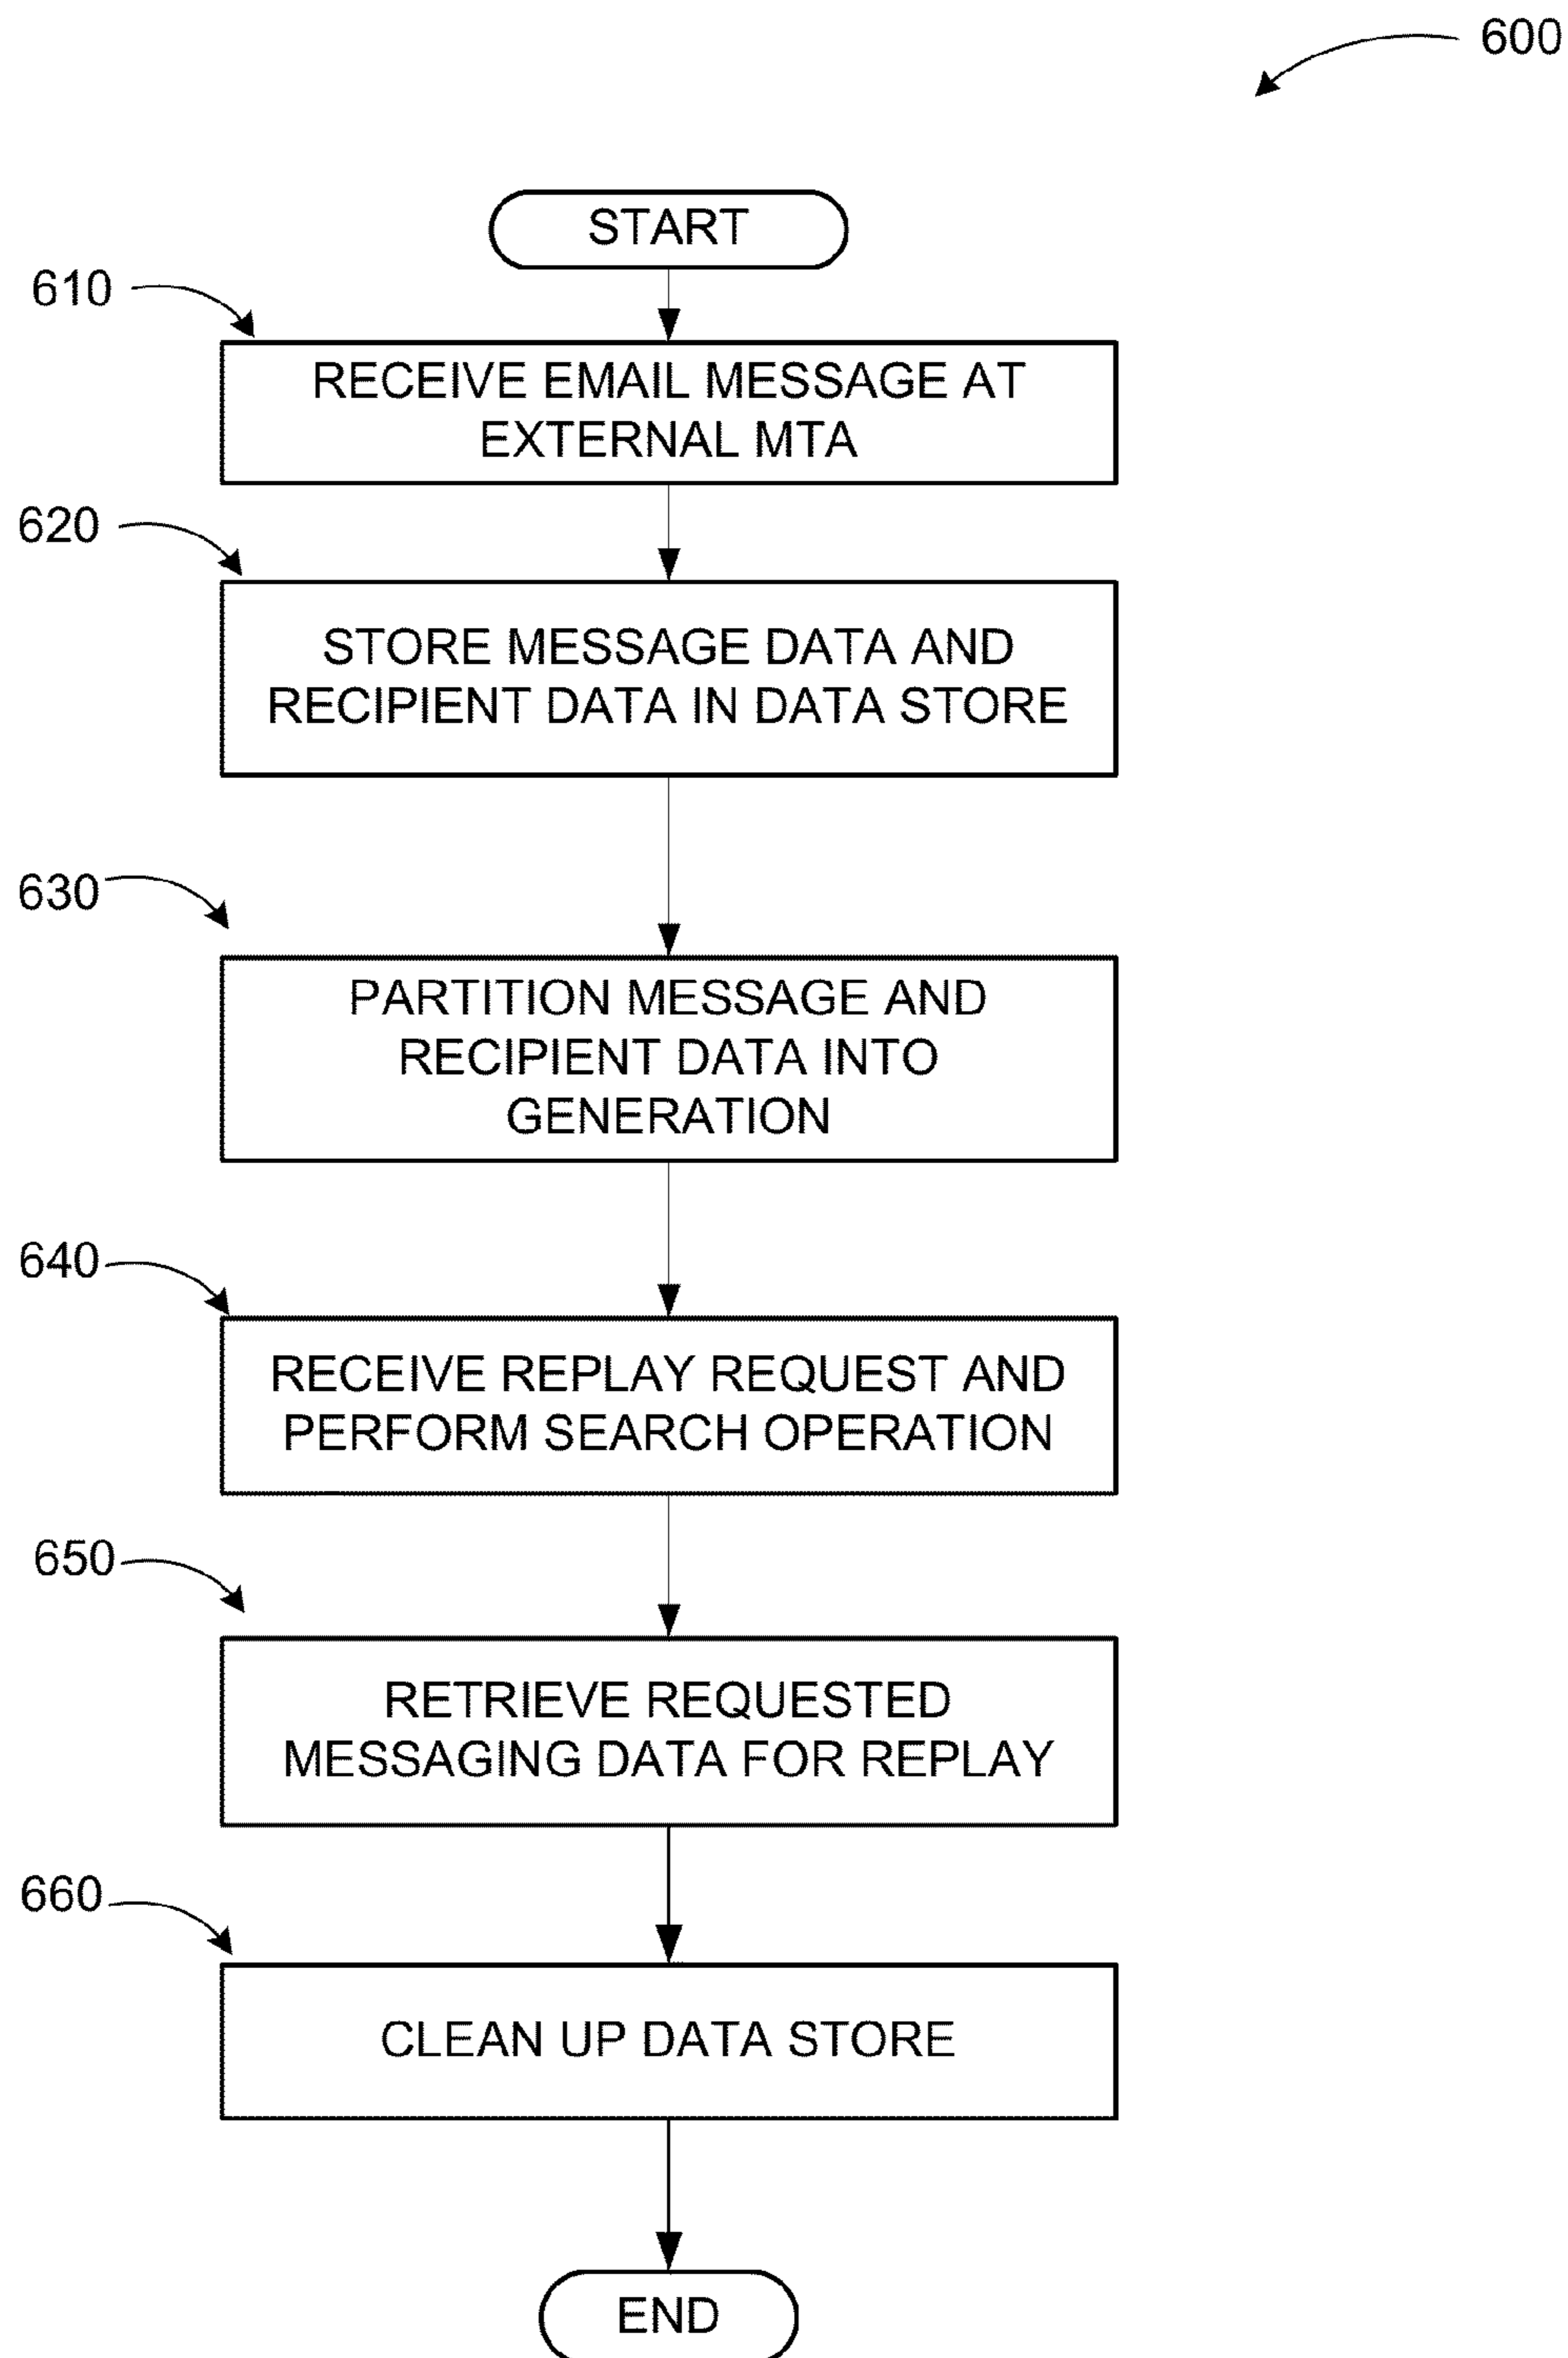 600
START
610
RECEIVE EMAIL MESSAGE AT
EXTERNAL MTA
620
STORE MESSAGE DATA AND
RECIPIENT DATA IN DATA STORE
630
PARTITION MESSAGE AND
RECIPIENT DATA INTO
GENERATION
640
RECEIVE REPLAY REQUEST AND
PERFORM SEARCH OPERATION
650
RETRIEVE REQUESTED
MESSAGING DATA FOR REPLAY
660
CLEAN UP DATA STORE
END